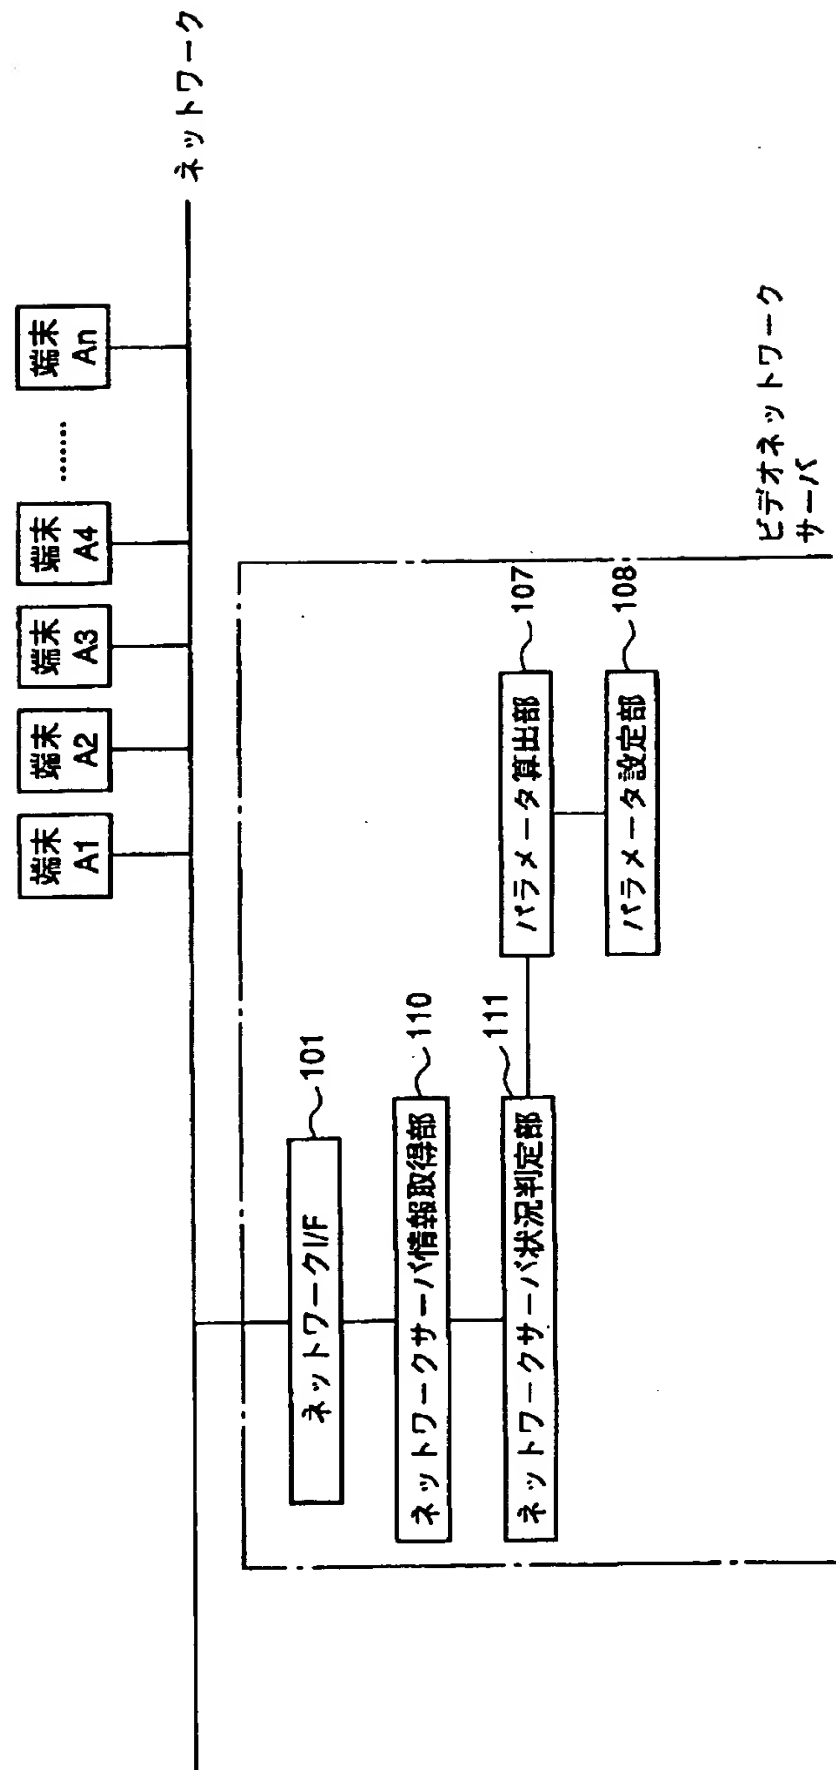 端末
A1
端末
A2
端末
A3
端末
A4
.......
端末
An
ネットワーク
ネットワークI/F
101
ネットワークサーバ情報取得部
110
ネットワークサーバ状況判定部
111
パラメータ算出部
107
パラメータ設定部
108
ビデオネットワーク
サーバ